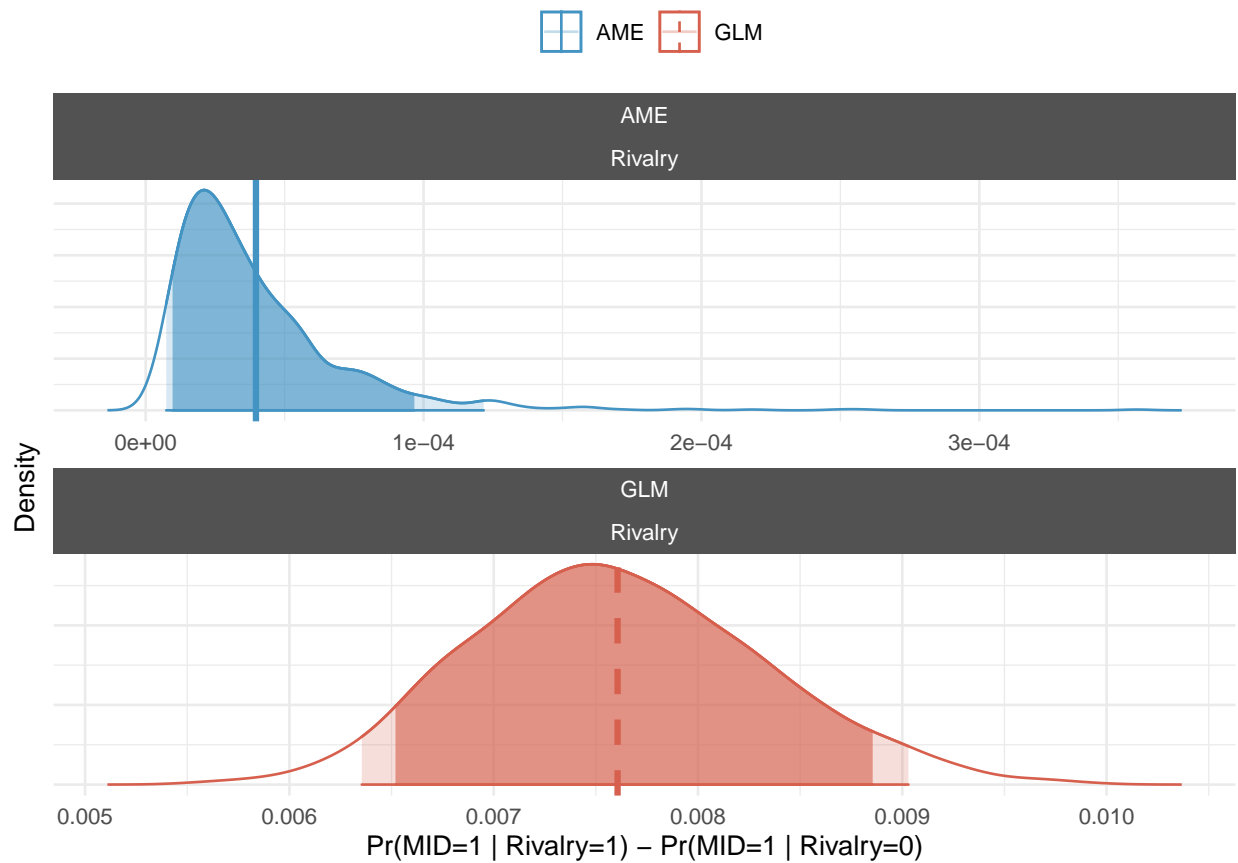 AME GLM
AME
Rivalry
0e+00 1e−04 2e−04 3e−04
Density
GLM
Rivalry
0.005 0.006 0.007 0.008 0.009 0.010
Pr(MID=1 | Rivalry=1) − Pr(MID=1 | Rivalry=0)